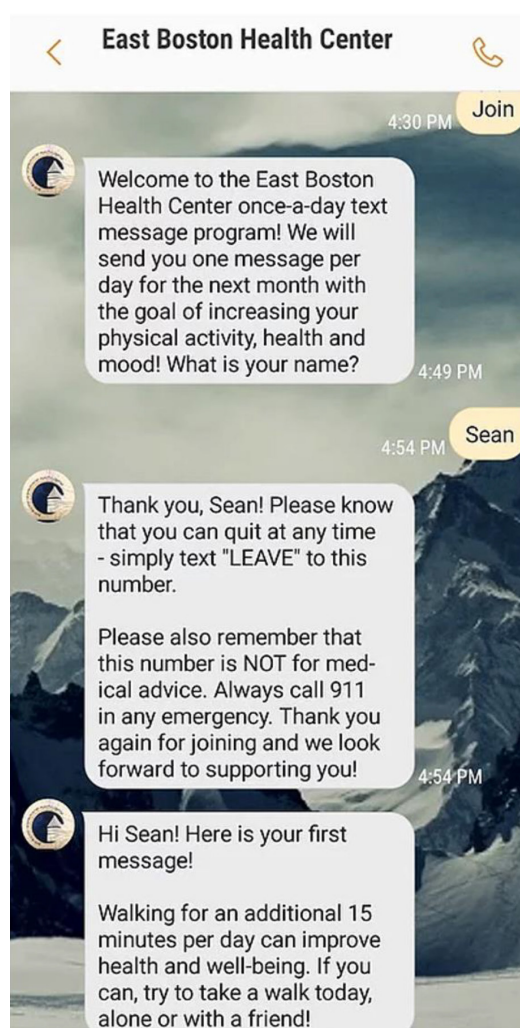 East Boston Health Center
Join
4:30 PM
Welcome to the East Boston
Health Center once-a-day text
message program! We will
send you one message per
day for the next month with
the goal of increasing your
physical activity, health and
mood! What is your name?
4:49 PM
Sean
4:54 PM
Thank you, Sean! Please know
that you can quit at any time
- simply text "LEAVE" to this
number.
Please also remember that
this number is NOT for med-
ical advice. Always call 911
in any emergency. Thank you
again for joining and we look
forward to supporting you!
4:54 PM
Hi Sean! Here is your first
message!
Walking for an additional 15
minutes per day can improve
health and well-being. If you
can, try to take a walk today,
alone or with a friend!